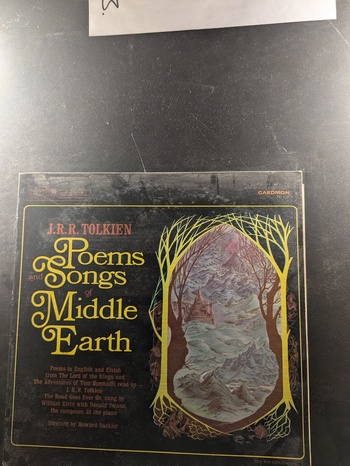 CAEDMON
J.R.R. TOLKIEN
Poems
and Songs
of
Middle
Earth
Poems in English and Elvish
from The Lord of the Rings and
The Adventures of Tom Bombadil read by
J.R.R. Tolkien
The Road Goes Ever On, sung by
William Elvin with Donald Swann,
the composer, at the piano
Directed by Howard Sackler